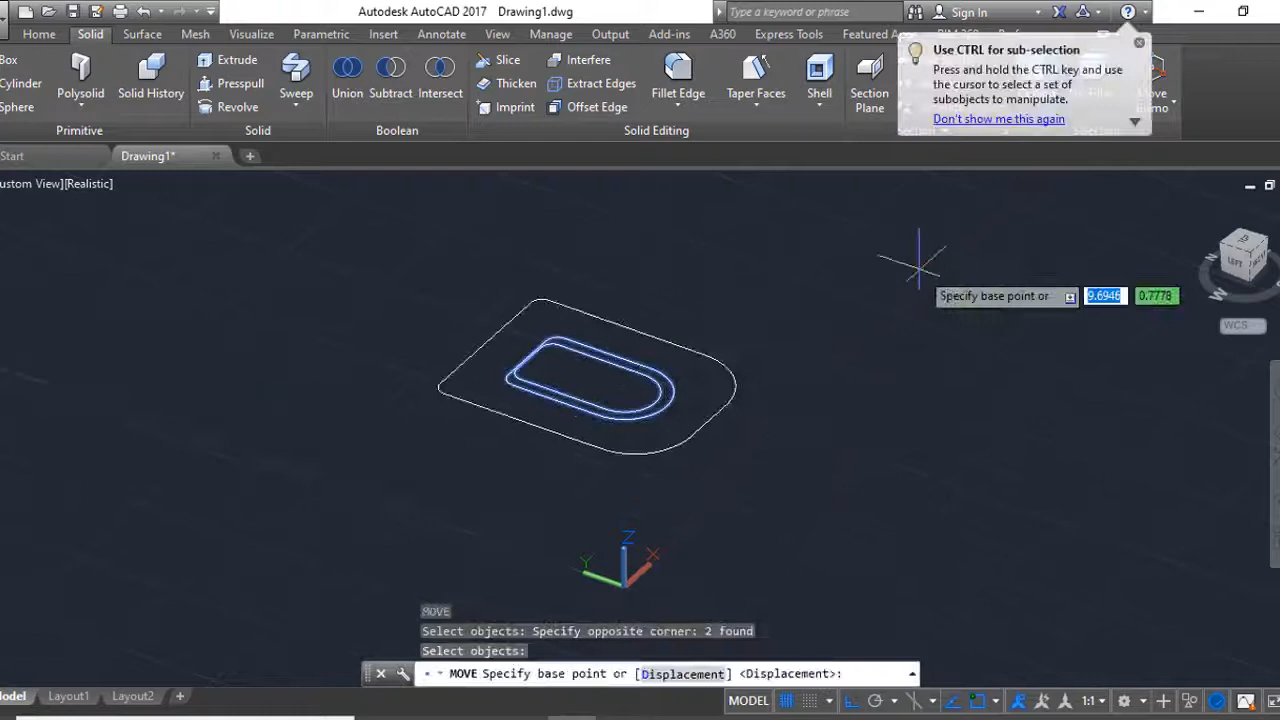 Autodesk AutoCAD 2017 Drawing1.dwg
Type a keyword or phrase
Sign In
Home Solid Surface Mesh Visualize Parametric Insert Annotate View Manage Output Add-ins A360 Express Tools Featured
Use CTRL for sub-selection
Press and hold the CTRL key and use
the cursor to select a set of
subobjects to manipulate.
Don't show me this again
Box
Cylinder
Sphere
Polysolid
Solid History
Extrude
Presspull
Revolve
Sweep
Union
Subtract
Intersect
Slice
Thicken
Imprint
Interfere
Extract Edges
Offset Edge
Fillet Edge
Taper Faces
Shell
Section
Plane
Move
Gizmo
Primitive
Solid
Boolean
Solid Editing
Start
Drawing1*
ustom View][Realistic]
LEFT
N
W
WCS
Specify base point or 9.6946 0.7778
Z
Y
X
MOVE
Select objects: Specify opposite corner: 2 found
Select objects:
MOVE Specify base point or [Displacement] <Displacement>:
Model Layout1 Layout2 +
MODEL
1:1